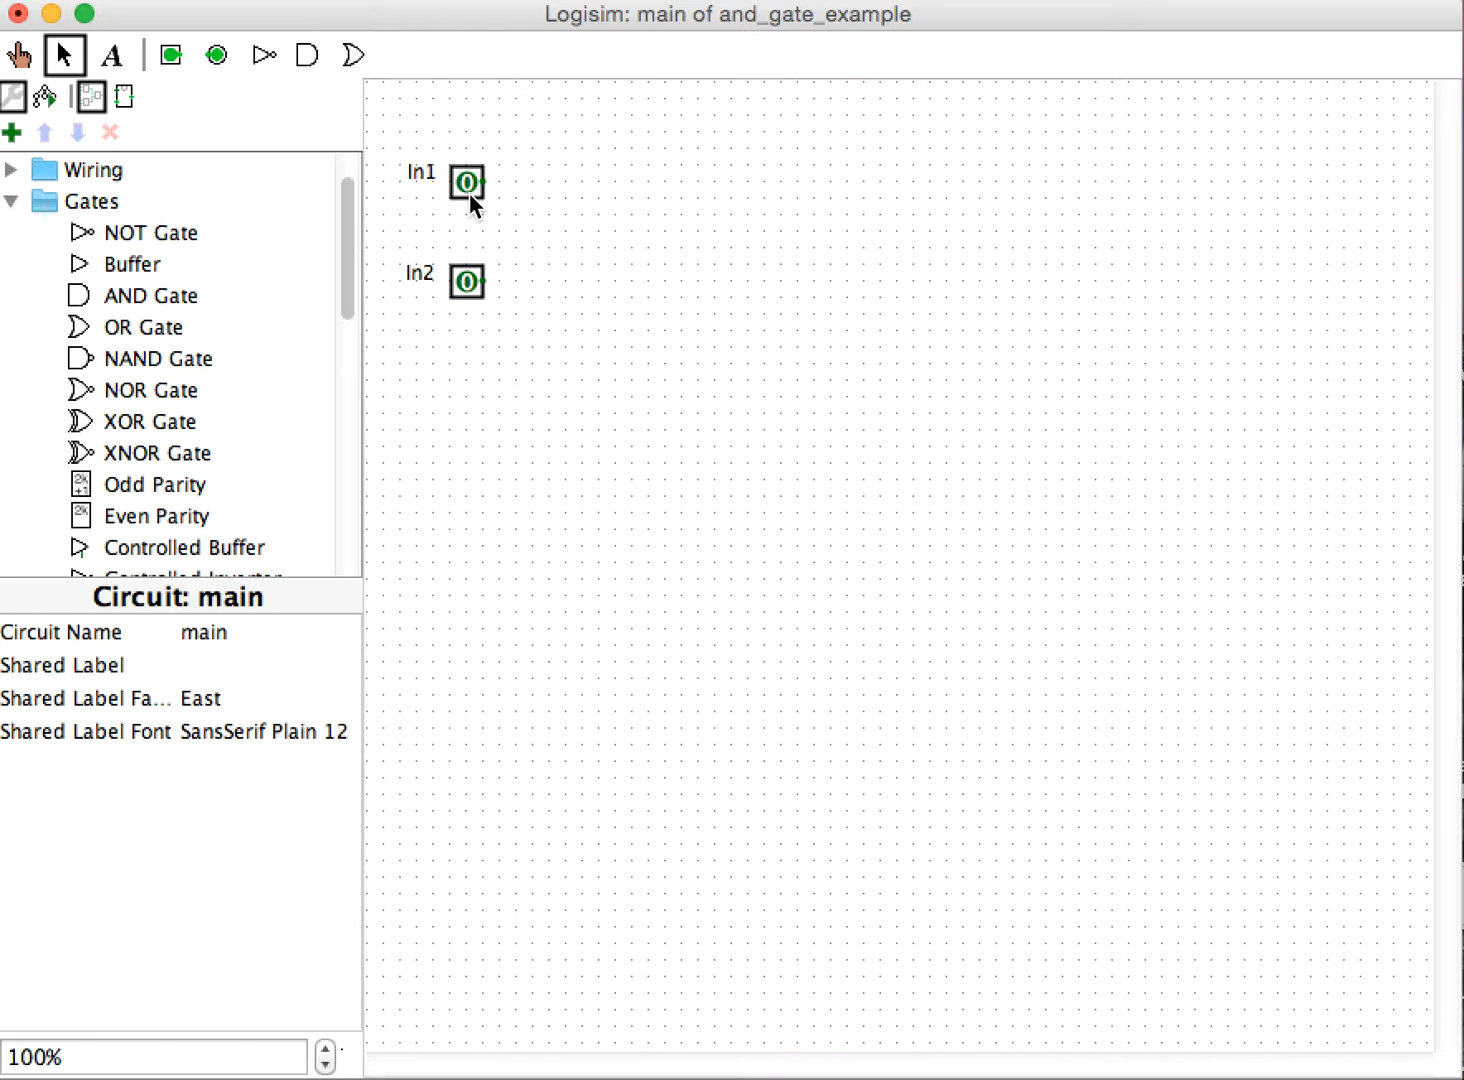 Logisim: main of and_gate_example
A
In1
0
In2
0
Wiring
Gates
NOT Gate
Buffer
AND Gate
OR Gate
NAND Gate
NOR Gate
XOR Gate
XNOR Gate
Odd Parity
Even Parity
Controlled Buffer
Controlled Inverter
Circuit: main
Circuit Name main
Shared Label
Shared Label Fa... East
Shared Label Font SansSerif Plain 12
100%